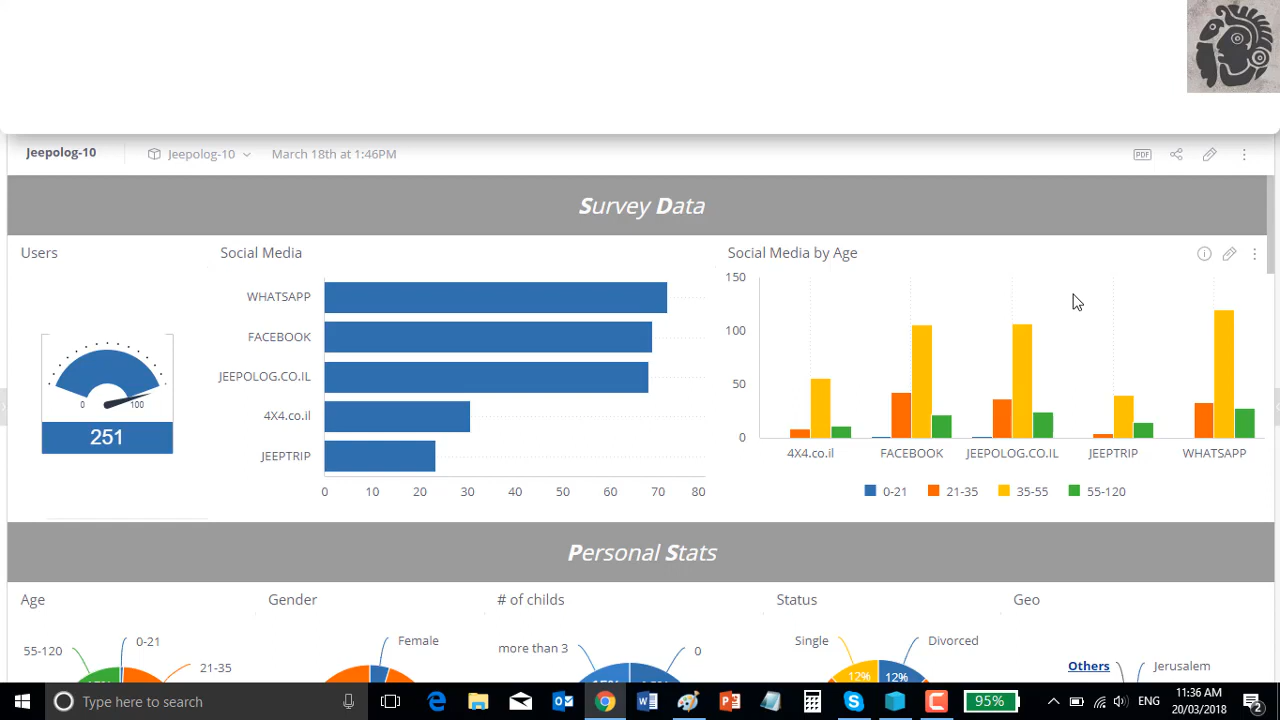 Jeepolog-10
Jeepolog-10
March 18th at 1:46PM
PDF
Survey Data
Users
0
100
251
Social Media
WHATSAPP
FACEBOOK
JEEPOLOG.CO.IL
4X4.co.il
JEEPTRIP
0 10 20 30 40 50 60 70 80
Social Media by Age
150
100
50
0
4X4.co.il FACEBOOK JEEPOLOG.CO.IL JEEPTRIP WHATSAPP
0-21 21-35 35-55 55-120
Personal Stats
Age
55-120
0-21
21-35
Gender
Female
# of childs
more than 3
0
Status
Single
Divorced
12%
12%
Geo
Others
Jerusalem
Type here to search
95%
ENG
11:36 AM
20/03/2018
2